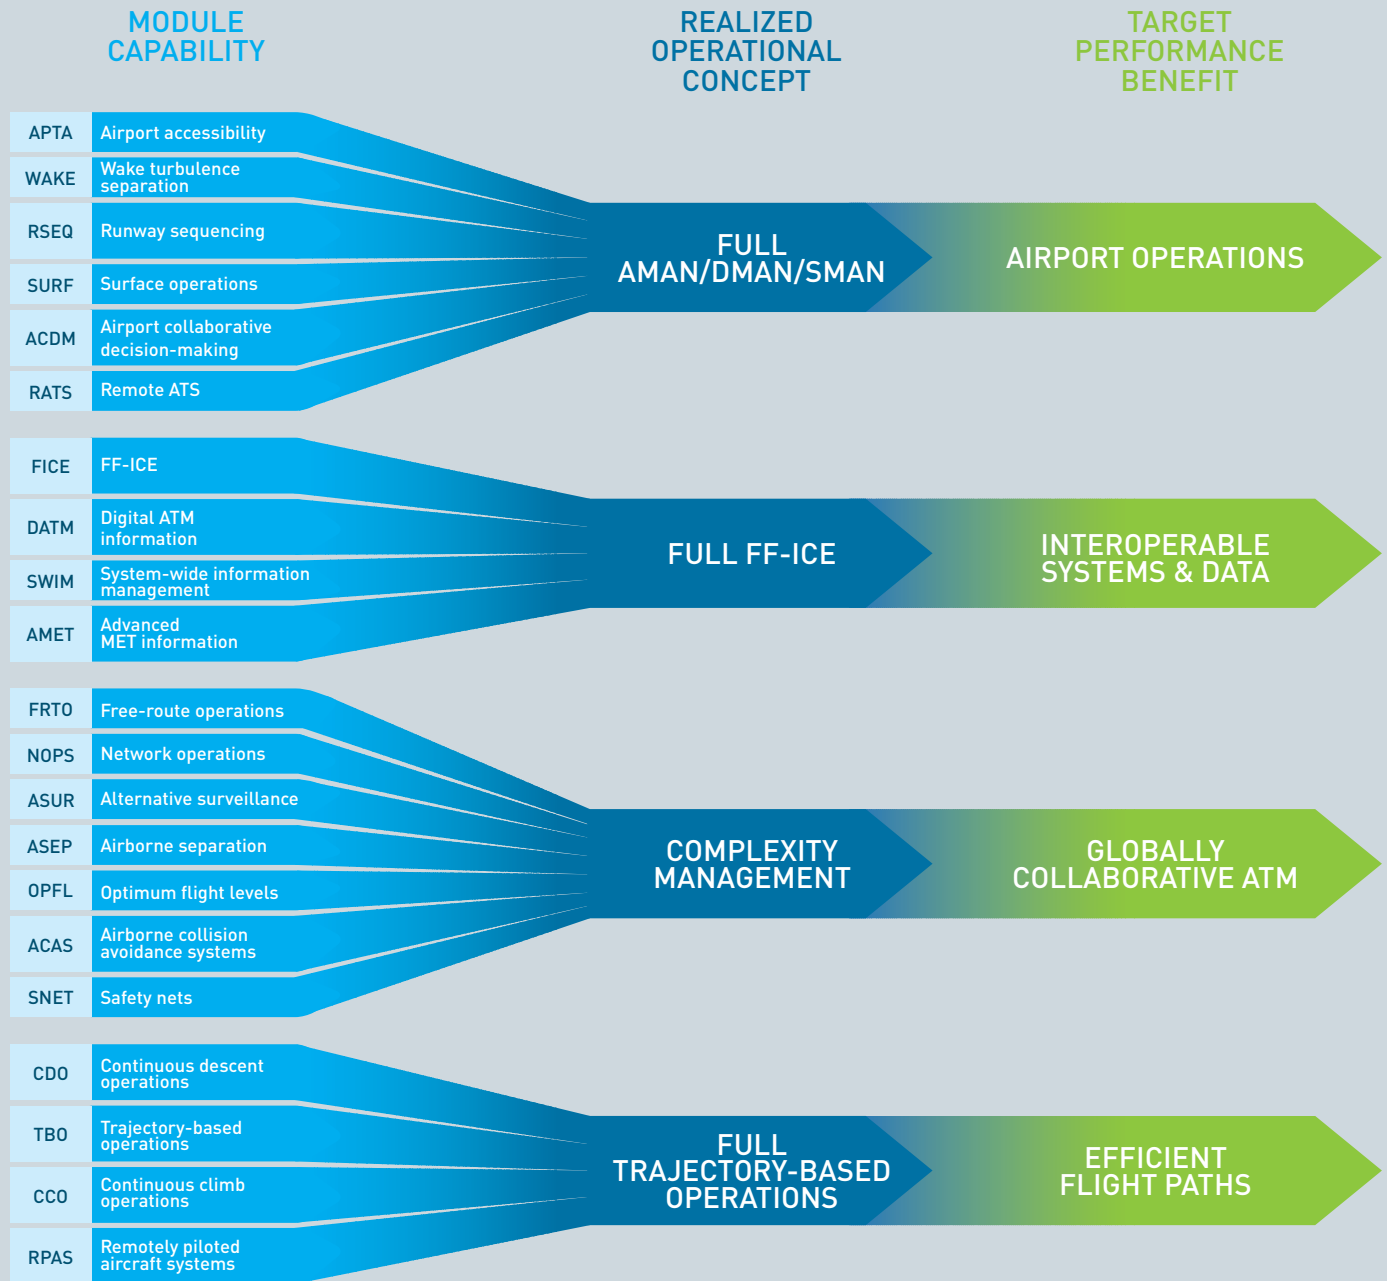 MODULE
CAPABILITY
REALIZED
OPERATIONAL
CONCEPT
TARGET
PERFORMANCE
BENEFIT
APTA
Airport accessibility
WAKE
Wake turbulence
separation
RSEQ
Runway sequencing
SURF
Surface operations
ACDM
Airport collaborative
decision-making
RATS
Remote ATS
FULL
AMAN/DMAN/SMAN
AIRPORT OPERATIONS
FICE
FF-ICE
DATM
Digital ATM
information
SWIM
System-wide information
management
AMET
Advanced
MET information
FULL FF-ICE
INTEROPERABLE
SYSTEMS & DATA
FRTO
Free-route operations
NOPS
Network operations
ASUR
Alternative surveillance
ASEP
Airborne separation
OPFL
Optimum flight levels
ACAS
Airborne collision
avoidance systems
SNET
Safety nets
COMPLEXITY
MANAGEMENT
GLOBALLY
COLLABORATIVE ATM
CDO
Continuous descent
operations
TBO
Trajectory-based
operations
CCO
Continuous climb
operations
RPAS
Remotely piloted
aircraft systems
FULL
TRAJECTORY-BASED
OPERATIONS
EFFICIENT
FLIGHT PATHS